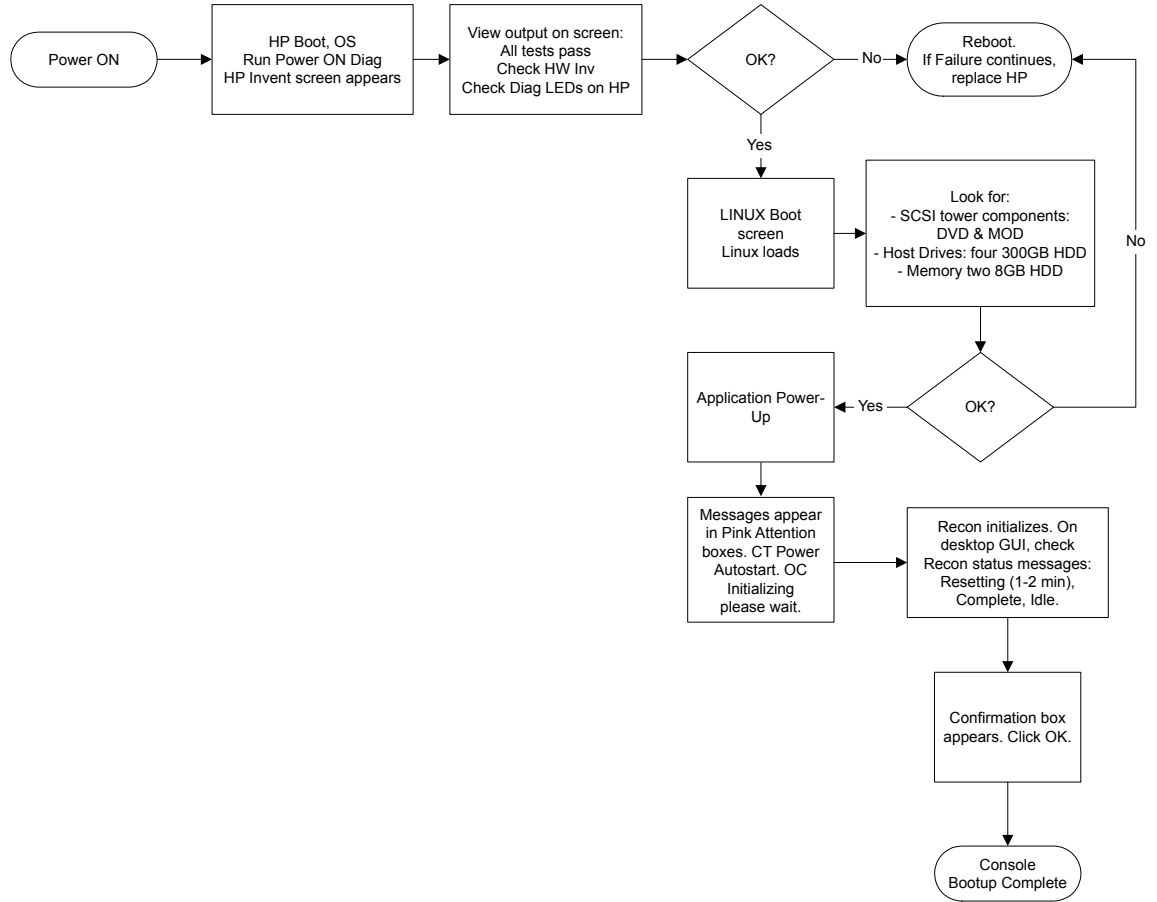 Power ON
HP Boot, OS
Run Power ON Diag
HP Invent screen appears
View output on screen:
All tests pass
Check HW Inv
Check Diag LEDs on HP
OK?
No
Reboot.
If Failure continues,
replace HP
Yes
LINUX Boot
screen
Linux loads
Look for:
- SCSI tower components:
DVD & MOD
- Host Drives: four 300GB HDD
- Memory two 8GB HDD
No
Application Power-
Up
Yes
OK?
Messages appear
in Pink Attention
boxes. CT Power
Autostart. OC
Initializing
please wait.
Recon initializes. On
desktop GUI, check
Recon status messages:
Resetting (1-2 min),
Complete, Idle.
Confirmation box
appears. Click OK.
Console
Bootup Complete